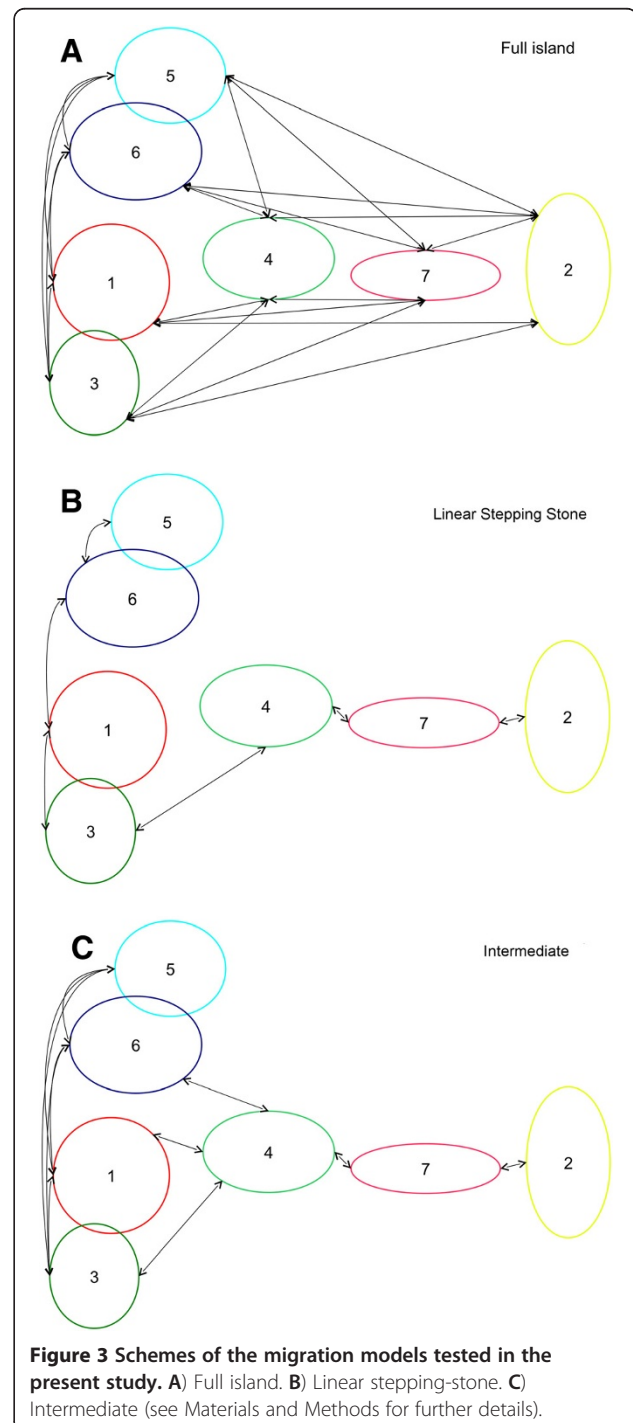 A
Full island
5
6
4
1
7
2
3
B
Linear Stepping Stone
5
6
4
1
7
2
3
C
Intermediate
5
6
4
1
7
2
3
Figure 3 Schemes of the migration models tested in the
present study. A) Full island. B) Linear stepping-stone. C)
Intermediate (see Materials and Methods for further details).